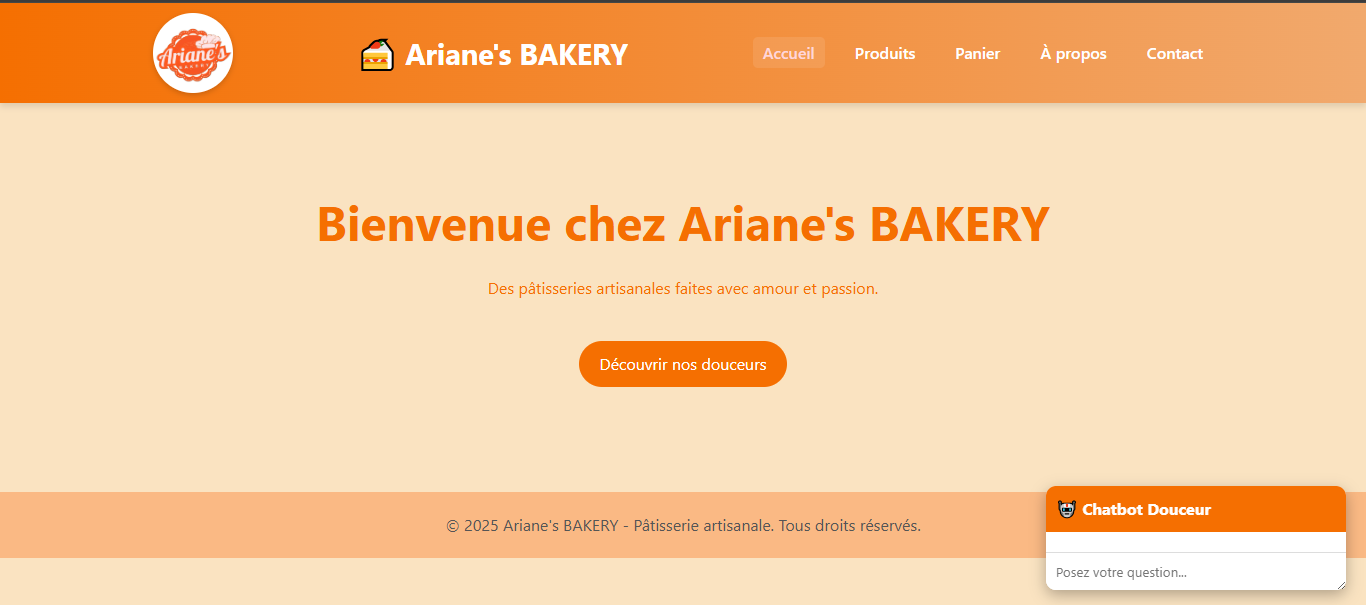 Ariane's
BAKERY
Ariane's BAKERY
Accueil
Produits
Panier
À propos
Contact
Bienvenue chez Ariane's BAKERY
Des pâtisseries artisanales faites avec amour et passion.
Découvrir nos douceurs
© 2025 Ariane's BAKERY - Pâtisserie artisanale. Tous droits réservés.
Chatbot Douceur
Posez votre question...